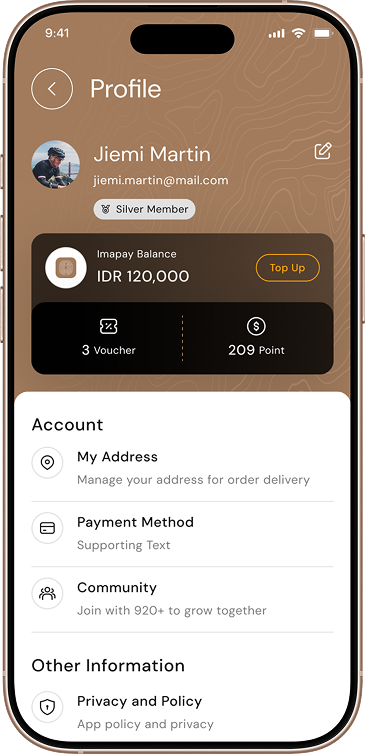 9:41
Profile
Jiemi Martin
jiemi.martin@mail.com
Silver Member
Imapay Balance
IDR 120,000
Top Up
3 Voucher
209 Point
Account
My Address
Manage your address for order delivery
Payment Method
Supporting Text
Community
Join with 920+ to grow together
Other Information
Privacy and Policy
App policy and privacy